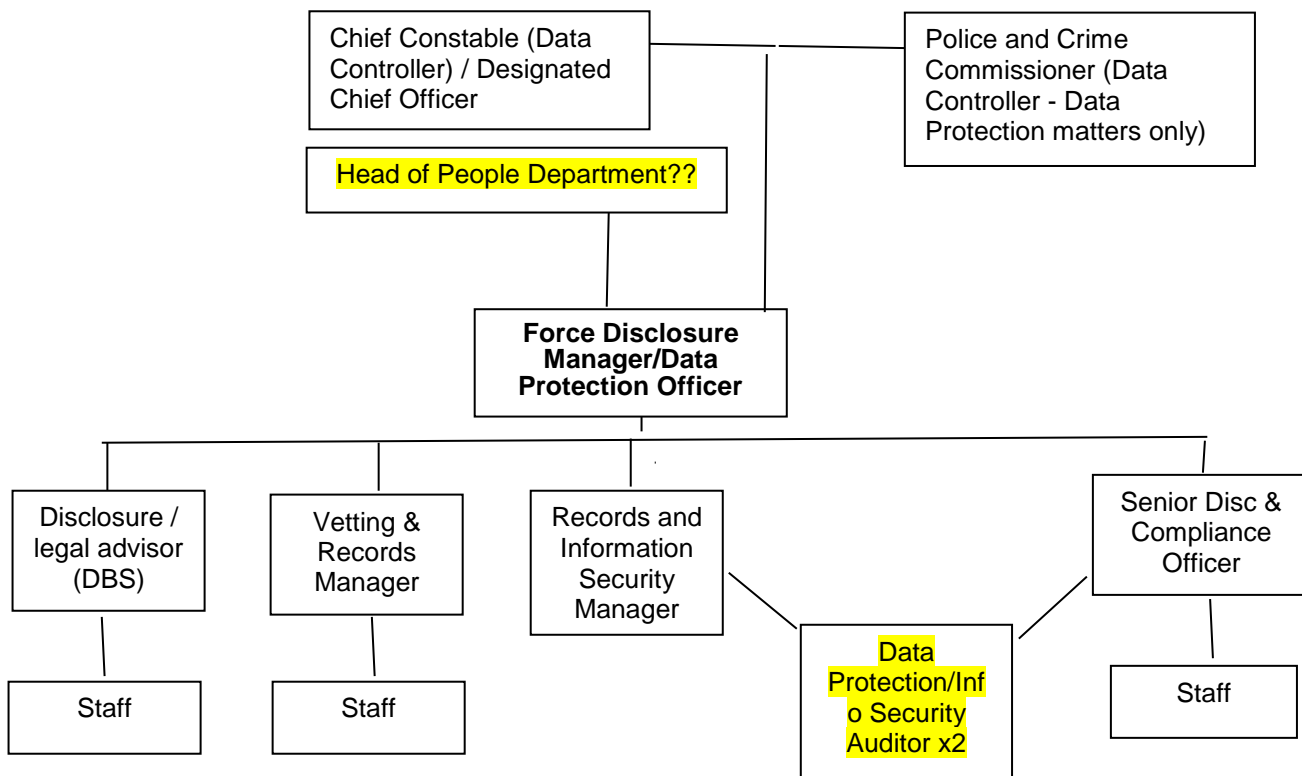 Chief Constable (Data
Controller) / Designated
Chief Officer
Police and Crime
Commissioner (Data
Controller - Data
Protection matters only)
Head of People Department??
Force Disclosure
Manager/Data
Protection Officer
Disclosure /
legal advisor
(DBS)
Vetting &
Records
Manager
Records and
Information
Security
Manager
Senior Disc &
Compliance
Officer
Data
Protection/Inf
o Security
Auditor x2
Staff
Staff
Staff